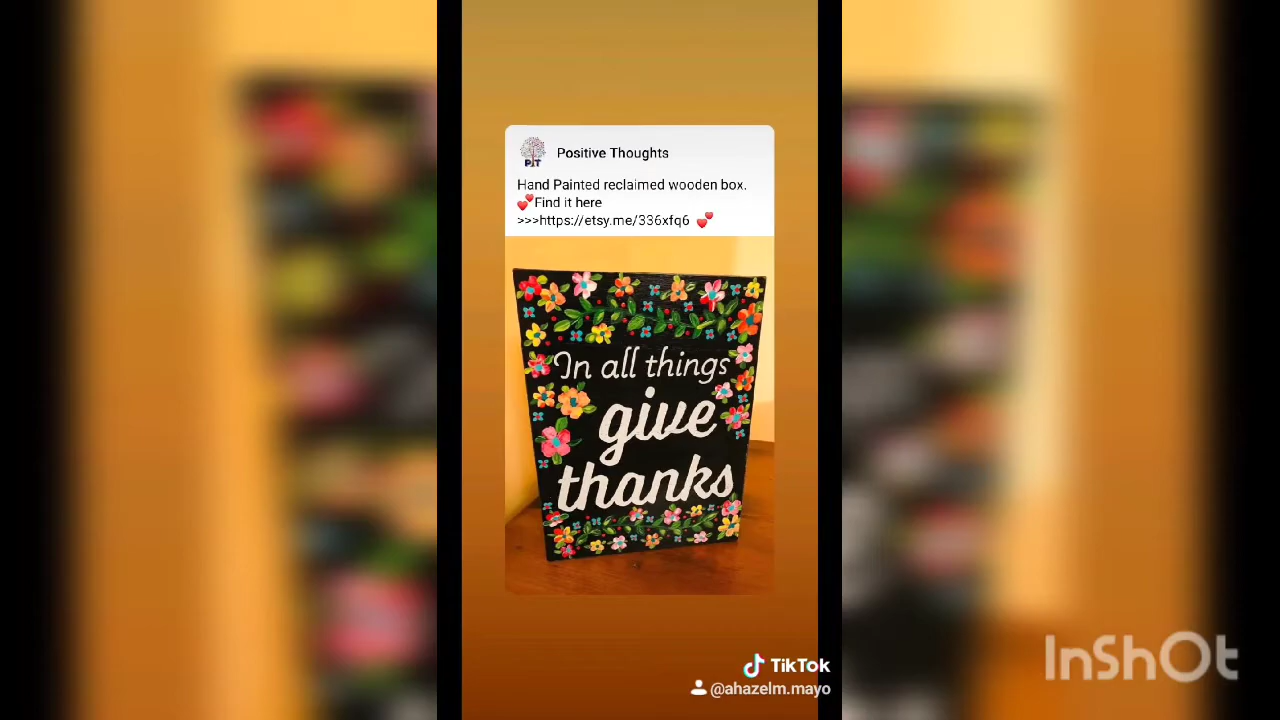 PJT
Positive Thoughts
Hand Painted reclaimed wooden box.
💕Find it here
>>>https://etsy.me/336xfq6 💕
In all things
give
thanks
TikTok
@ahazelm.mayo
InShOt